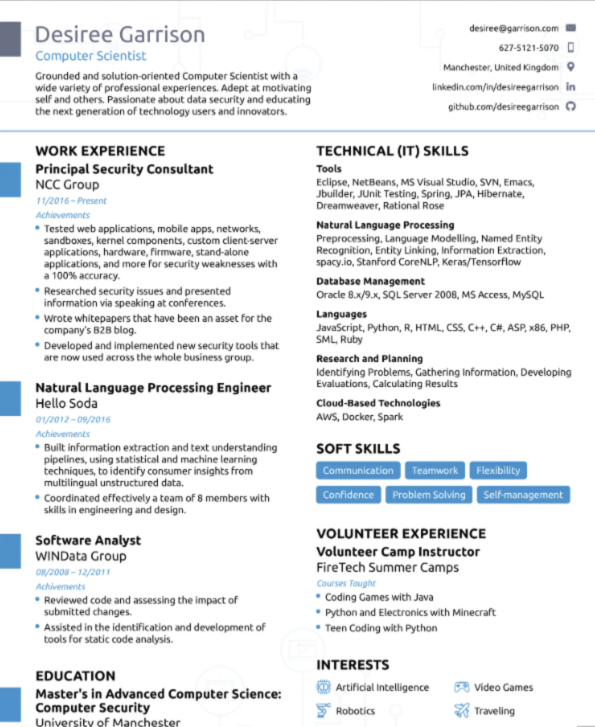 Desiree Garrison
Computer Scientist
Grounded and solution-oriented Computer Scientist with a
wide variety of professional experiences. Adept at motivating
self and others. Passionate about data security and educating
the next generation of technology users and innovators.
desiree@garrison.com
627-5121-5070
Manchester, United Kingdom
linkedin.com/in/desireegarrison
github.com/desireegarrison
WORK EXPERIENCE
Principal Security Consultant
NCC Group
11/2016 – Present
Achievements
Tested web applications, mobile apps, networks,
sandboxes, kernel components, custom client-server
applications, hardware, firmware, stand-alone
applications, and more for security weaknesses with
a 100% accuracy.
Researched security issues and presented
information via speaking at conferences.
Wrote whitepapers that have been an asset for the
company's B2B blog.
Developed and implemented new security tools that
are now used across the whole business group.
Natural Language Processing Engineer
Hello Soda
01/2012 – 09/2016
Achievements
Built information extraction and text understanding
pipelines, using statistical and machine learning
techniques, to identify consumer insights from
multilingual unstructured data.
Coordinated effectively a team of 8 members with
skills in engineering and design.
Software Analyst
WINData Group
08/2008 – 12/2011
Achivements
Reviewed code and assessing the impact of
submitted changes.
Assisted in the identification and development of
tools for static code analysis.
EDUCATION
Master's in Advanced Computer Science:
Computer Security
University of Manchester
TECHNICAL (IT) SKILLS
Tools
Eclipse, NetBeans, MS Visual Studio, SVN, Emacs,
Jbuilder, JUnit Testing, Spring, JPA, Hibernate,
Dreamweaver, Rational Rose
Natural Language Processing
Preprocessing, Language Modelling, Named Entity
Recognition, Entity Linking, Information Extraction,
spacy.io, Stanford CoreNLP, Keras/Tensorflow
Database Management
Oracle 8.x/9.x, SQL Server 2008, MS Access, MySQL
Languages
JavaScript, Python, R, HTML, CSS, C++, C#, ASP, x86, PHP,
SML, Ruby
Research and Planning
Identifying Problems, Gathering Information, Developing
Evaluations, Calculating Results
Cloud-Based Technologies
AWS, Docker, Spark
SOFT SKILLS
Communication Teamwork Flexibility
Confidence Problem Solving Self-management
VOLUNTEER EXPERIENCE
Volunteer Camp Instructor
FireTech Summer Camps
Courses Taught
Coding Games with Java
Python and Electronics with Minecraft
Teen Coding with Python
INTERESTS
Artificial Intelligence Video Games
Robotics Traveling